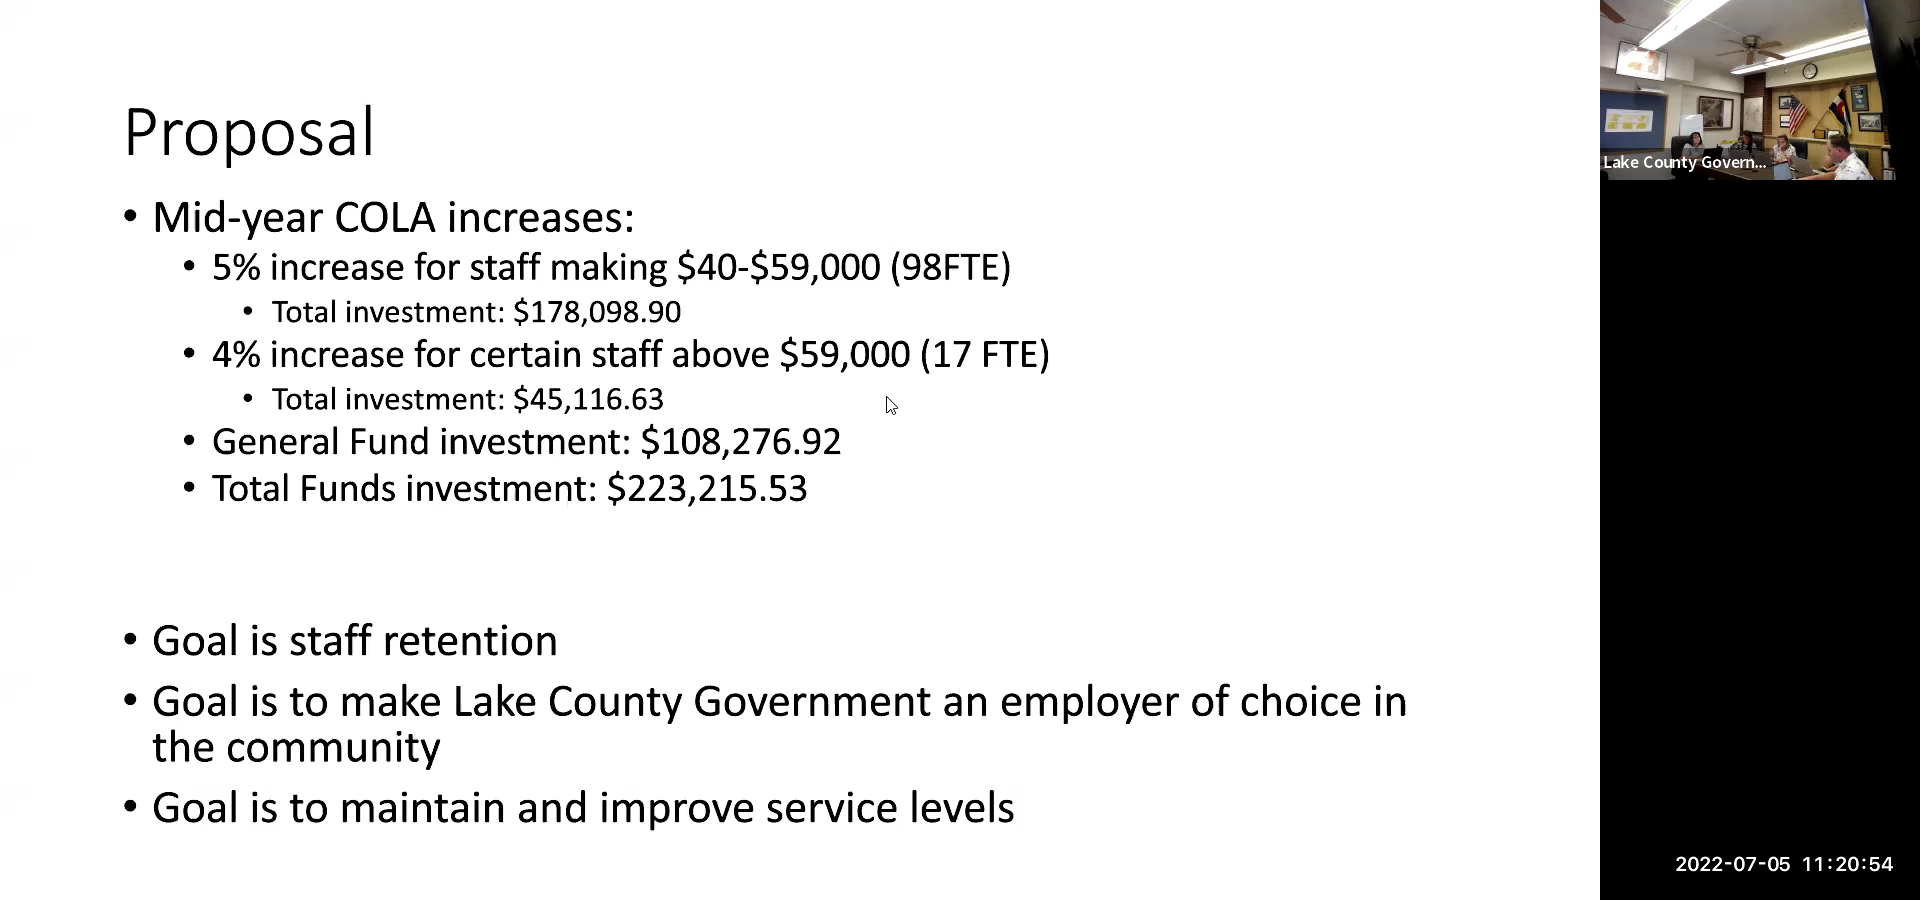 Proposal
• Mid-year COLA increases:
• 5% increase for staff making $40-$59,000 (98FTE)
• Total investment: $178,098.90
• 4% increase for certain staff above $59,000 (17 FTE)
• Total investment: $45,116.63
• General Fund investment: $108,276.92
• Total Funds investment: $223,215.53
• Goal is staff retention
• Goal is to make Lake County Government an employer of choice in
the community
• Goal is to maintain and improve service levels
Lake County Govern...
2022-07-05 11:20:54